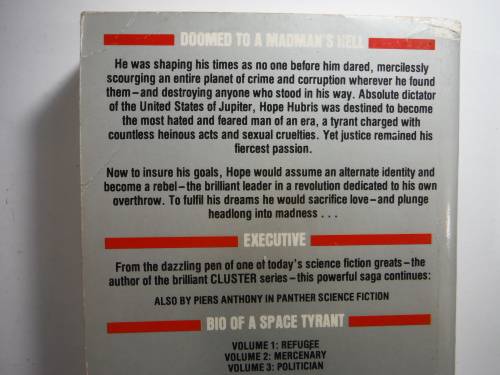 DOOMED TO A MADMAN'S HELL
He was shaping his times as no one before him dared, mercilessly
scourging an entire planet of crime and corruption wherever he found
them–and destroying anyone who stood in his way. Absolute dictator
of the United States of Jupiter, Hope Hubris was destined to become
the most hated and feared man of an era, a tyrant charged with
countless heinous acts and sexual cruelties. Yet justice remained his
fiercest passion.
Now to insure his goals, Hope would assume an alternate identity and
become a rebel–the brilliant leader in a revolution dedicated to his own
overthrow. To fulfil his dreams he would sacrifice love–and plunge
headlong into madness . . .
EXECUTIVE
From the dazzling pen of one of today's science fiction greats–the
author of the brilliant CLUSTER series–this powerful saga continues:
ALSO BY PIERS ANTHONY IN PANTHER SCIENCE FICTION
BIO OF A SPACE TYRANT
VOLUME 1: REFUGEE
VOLUME 2: MERCENARY
VOLUME 3: POLITICIAN